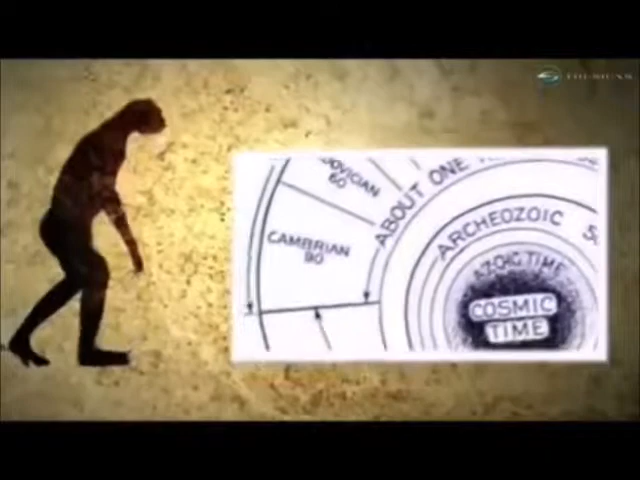 OVICIAN
60
CAMBRIAN
90
ABOUT ONE
ARCHEOZOIC
AZOIC TIME
COSMIC
TIME